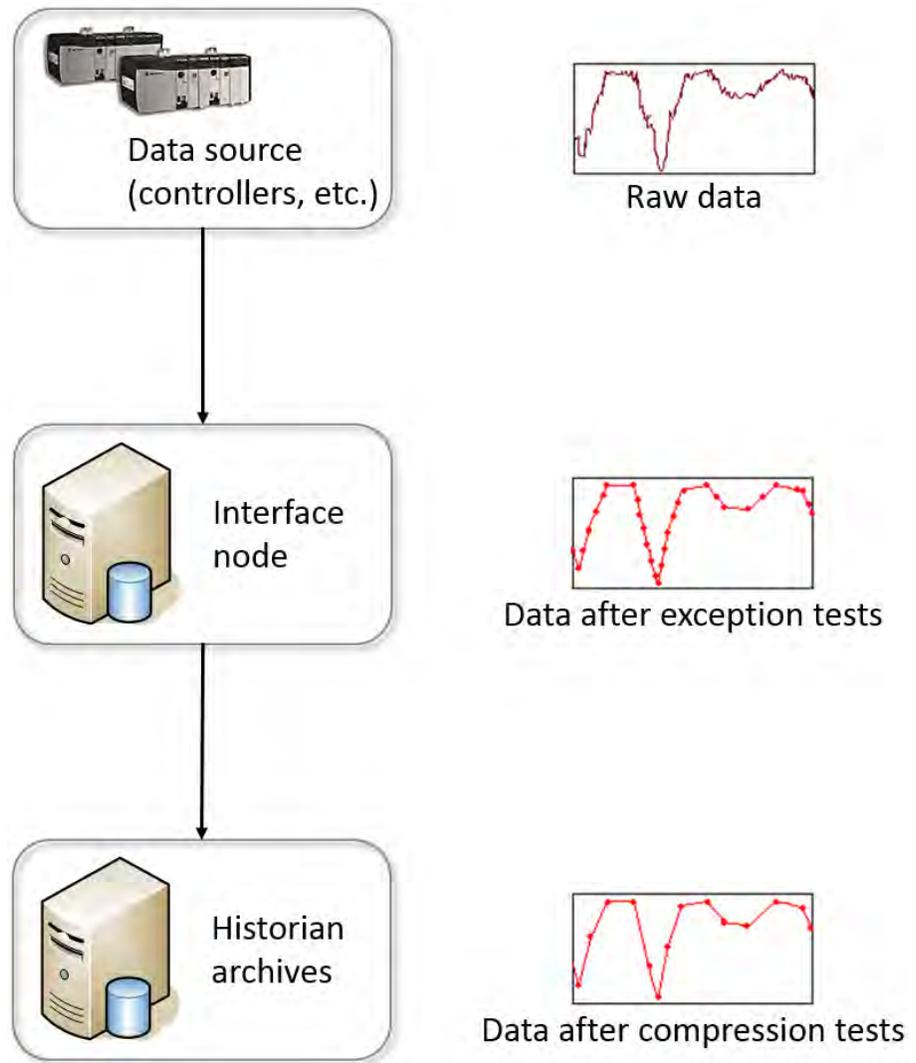 Data source
(controllers, etc.)
Raw data
Interface
node
Data after exception tests
Historian
archives
Data after compression tests